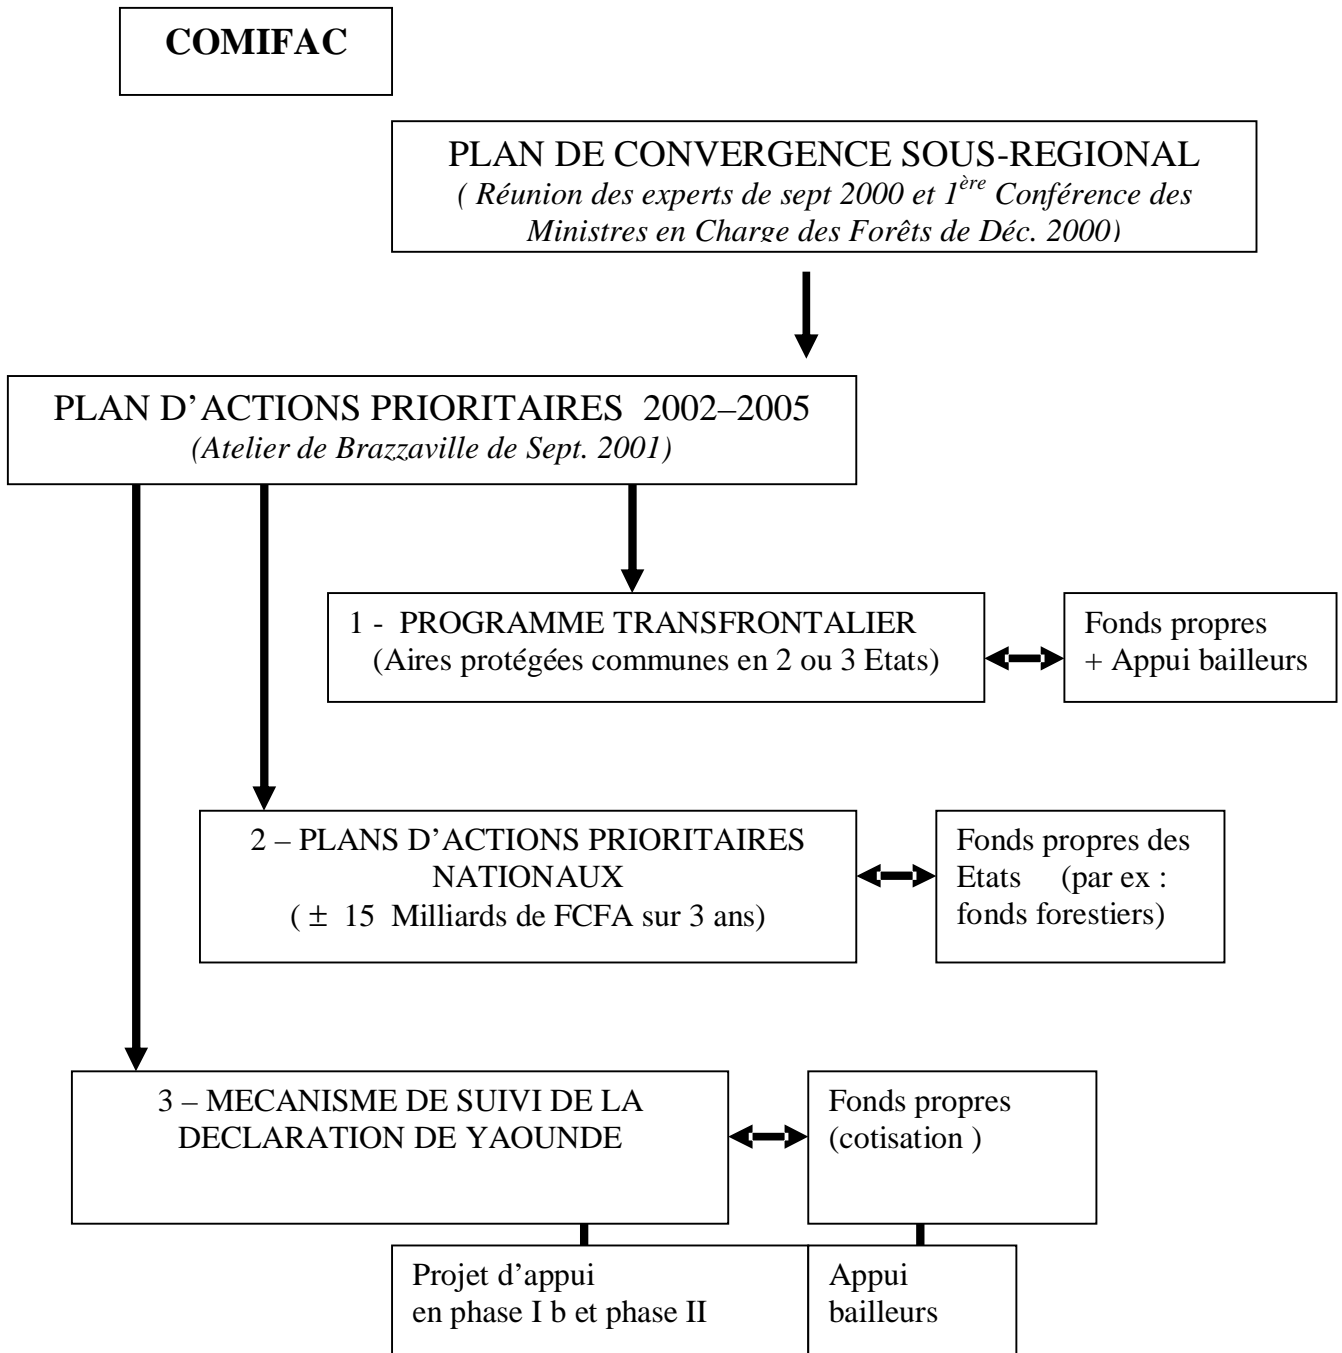 COMIFAC
PLAN DE CONVERGENCE SOUS-REGIONAL
( Réunion des experts de sept 2000 et 1ère Conférence des
Ministres en Charge des Forêts de Déc. 2000)
PLAN D'ACTIONS PRIORITAIRES 2002–2005
(Atelier de Brazzaville de Sept. 2001)
1 - PROGRAMME TRANSFRONTALIER
(Aires protégées communes en 2 ou 3 Etats)
Fonds propres
+ Appui bailleurs
2 – PLANS D'ACTIONS PRIORITAIRES
NATIONAUX
( ± 15 Milliards de FCFA sur 3 ans)
Fonds propres des
Etats (par ex :
fonds forestiers)
3 – MECANISME DE SUIVI DE LA
DECLARATION DE YAOUNDE
Fonds propres
(cotisation )
Projet d'appui
en phase I b et phase II
Appui
bailleurs